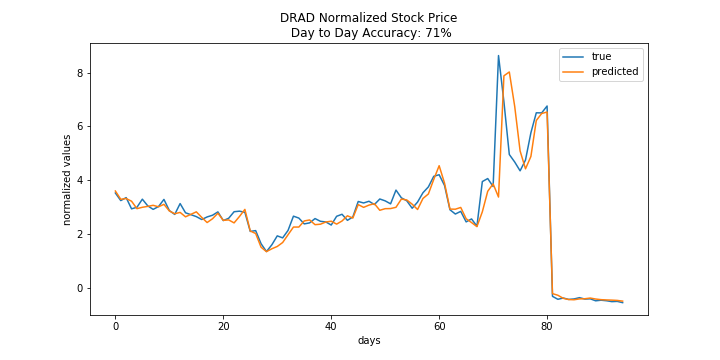 DRAD Normalized Stock Price
Day to Day Accuracy: 71%
true
predicted
normalized values
8
6
4
2
0
0 20 40 60 80
days